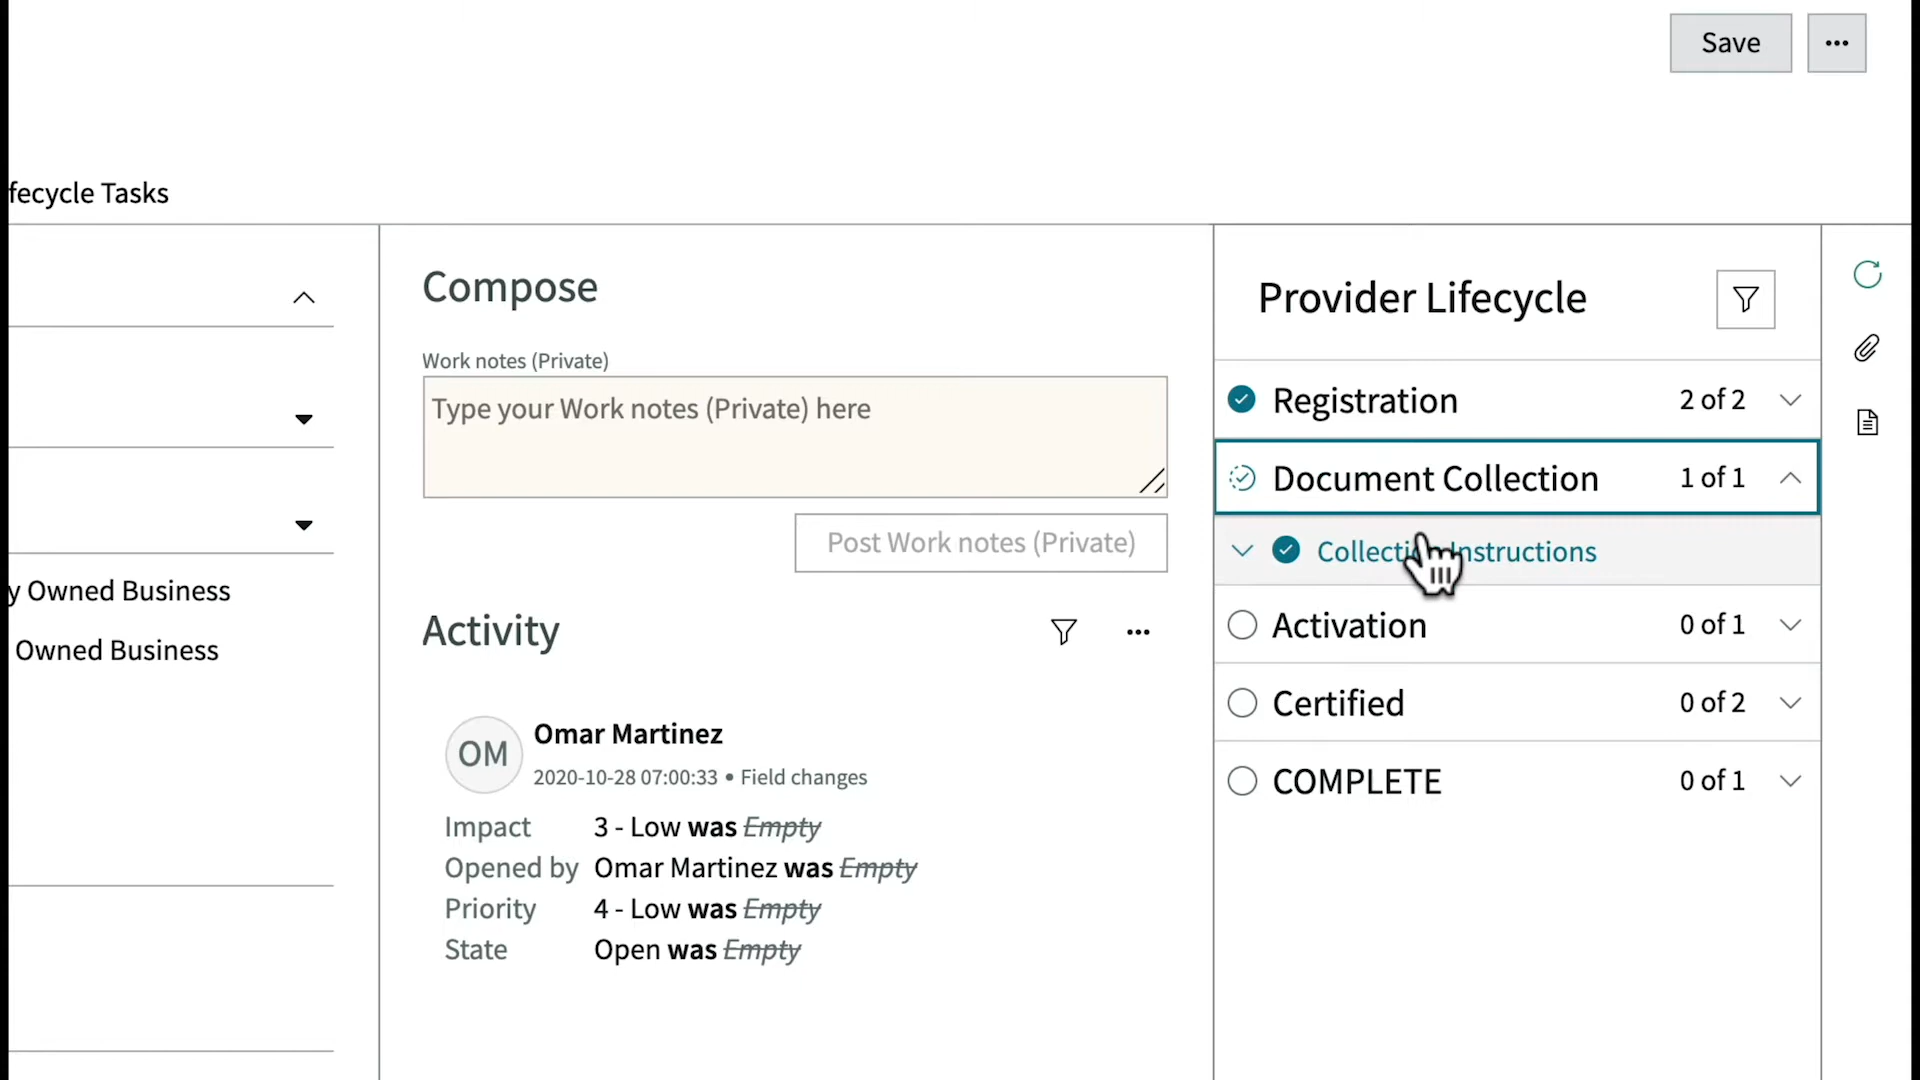 Save
fecycle Tasks
y Owned Business
Owned Business
Compose
Work notes (Private)
Type your Work notes (Private) here
Post Work notes (Private)
Activity
OM
Omar Martinez
2020-10-28 07:00:33 • Field changes
Impact 3 - Low was Empty
Opened by Omar Martinez was Empty
Priority 4 - Low was Empty
State Open was Empty
Provider Lifecycle
Registration 2 of 2
Document Collection 1 of 1
Instructions
Activation 0 of 1
Certified 0 of 2
COMPLETE 0 of 1